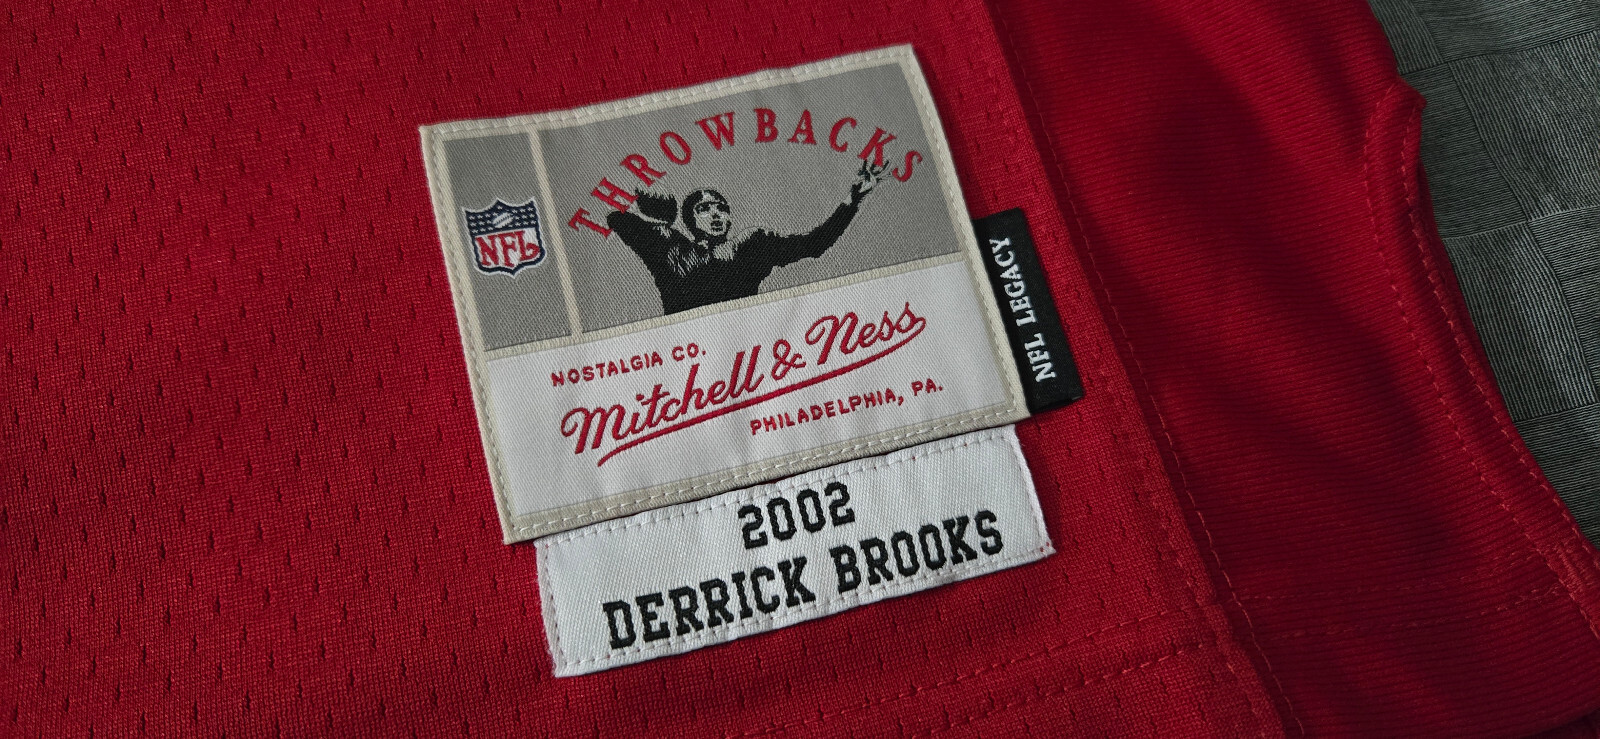 THROWBACKS
NFL
NOSTALGIA CO.
Mitchell & Ness
PHILADELPHIA, PA.
NFL LEGACY
2002
DERRICK BROOKS